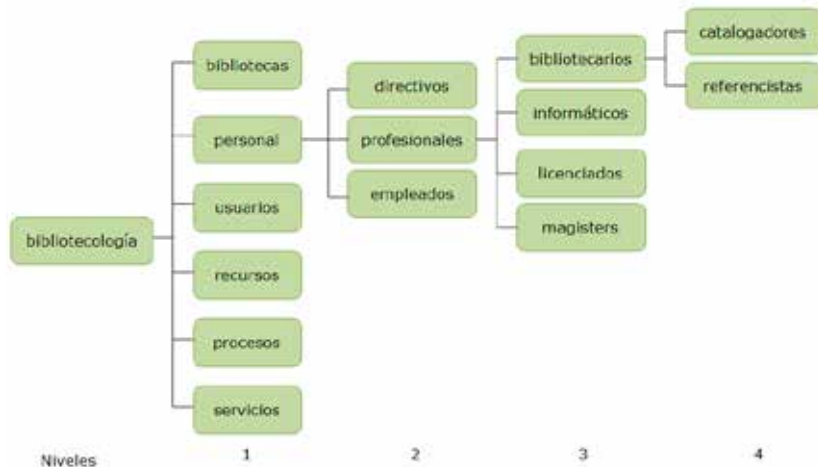 bibliotecología
bibliotecas
personal
usuarios
recursos
procesos
servicios
directivos
profesionales
empleados
bibliotecarios
informáticos
licenciados
magisters
catalogadores
referencistas
Niveles 1 2 3 4